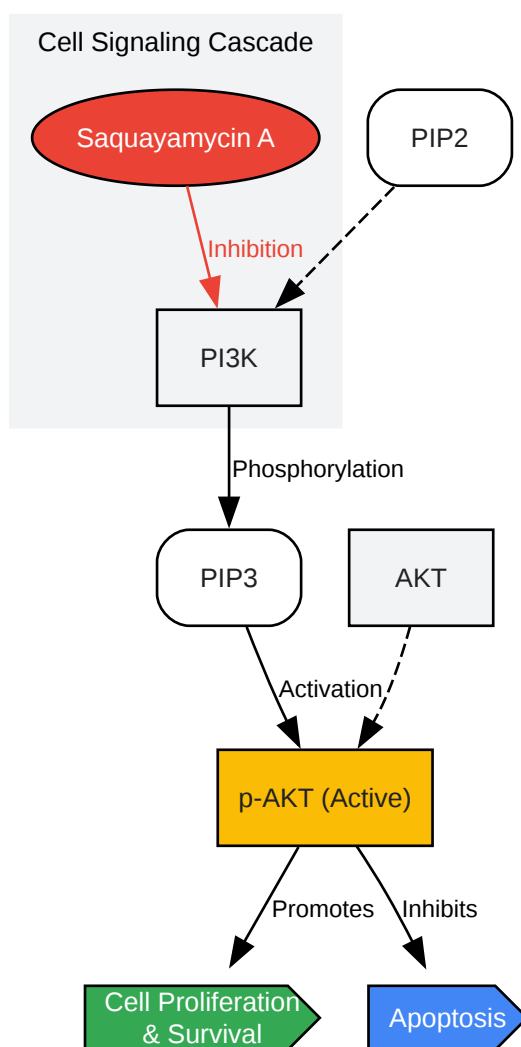 Cell Signaling Cascade
Saquayamycin A
PIP2
Inhibition
PI3K
Phosphorylation
PIP3
AKT
Activation
p-AKT (Active)
Promotes
Inhibits
Cell Proliferation
& Survival
Apoptosis